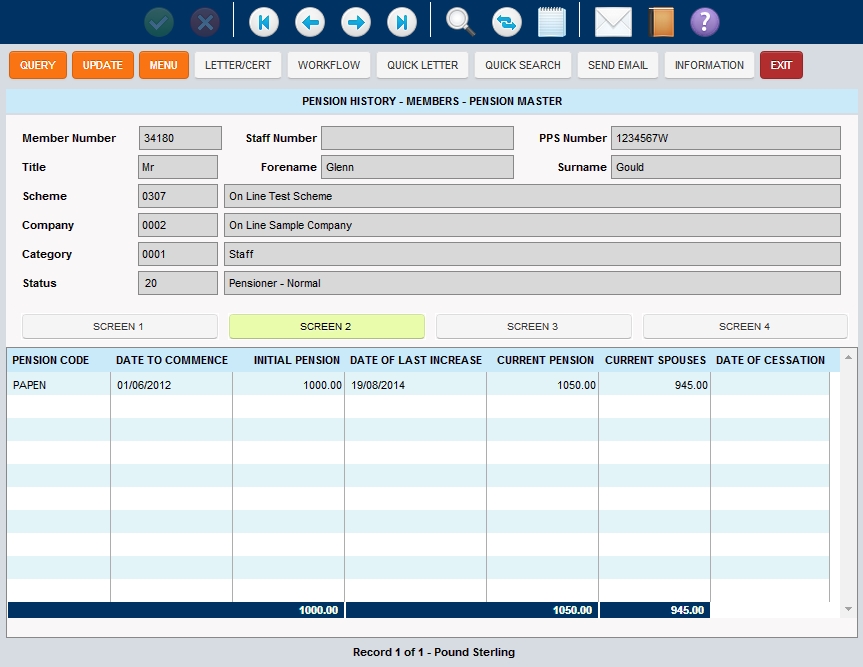 QUERY UPDATE MENU LETTER/CERT WORKFLOW QUICK LETTER QUICK SEARCH SEND EMAIL INFORMATION EXIT
PENSION HISTORY - MEMBERS - PENSION MASTER
Member Number 34180 Staff Number PPS Number 1234567W
Title Mr Forename Glenn Surname Gould
Scheme 0307 On Line Test Scheme
Company 0002 On Line Sample Company
Category 0001 Staff
Status 20 Pensioner - Normal
SCREEN 1 SCREEN 2 SCREEN 3 SCREEN 4
PENSION CODE DATE TO COMMENCE INITIAL PENSION DATE OF LAST INCREASE CURRENT PENSION CURRENT SPOUSES DATE OF CESSATION
PAPEN 01/06/2012 1000.00 19/08/2014 1050.00 945.00
1000.00 1050.00 945.00
Record 1 of 1 - Pound Sterling